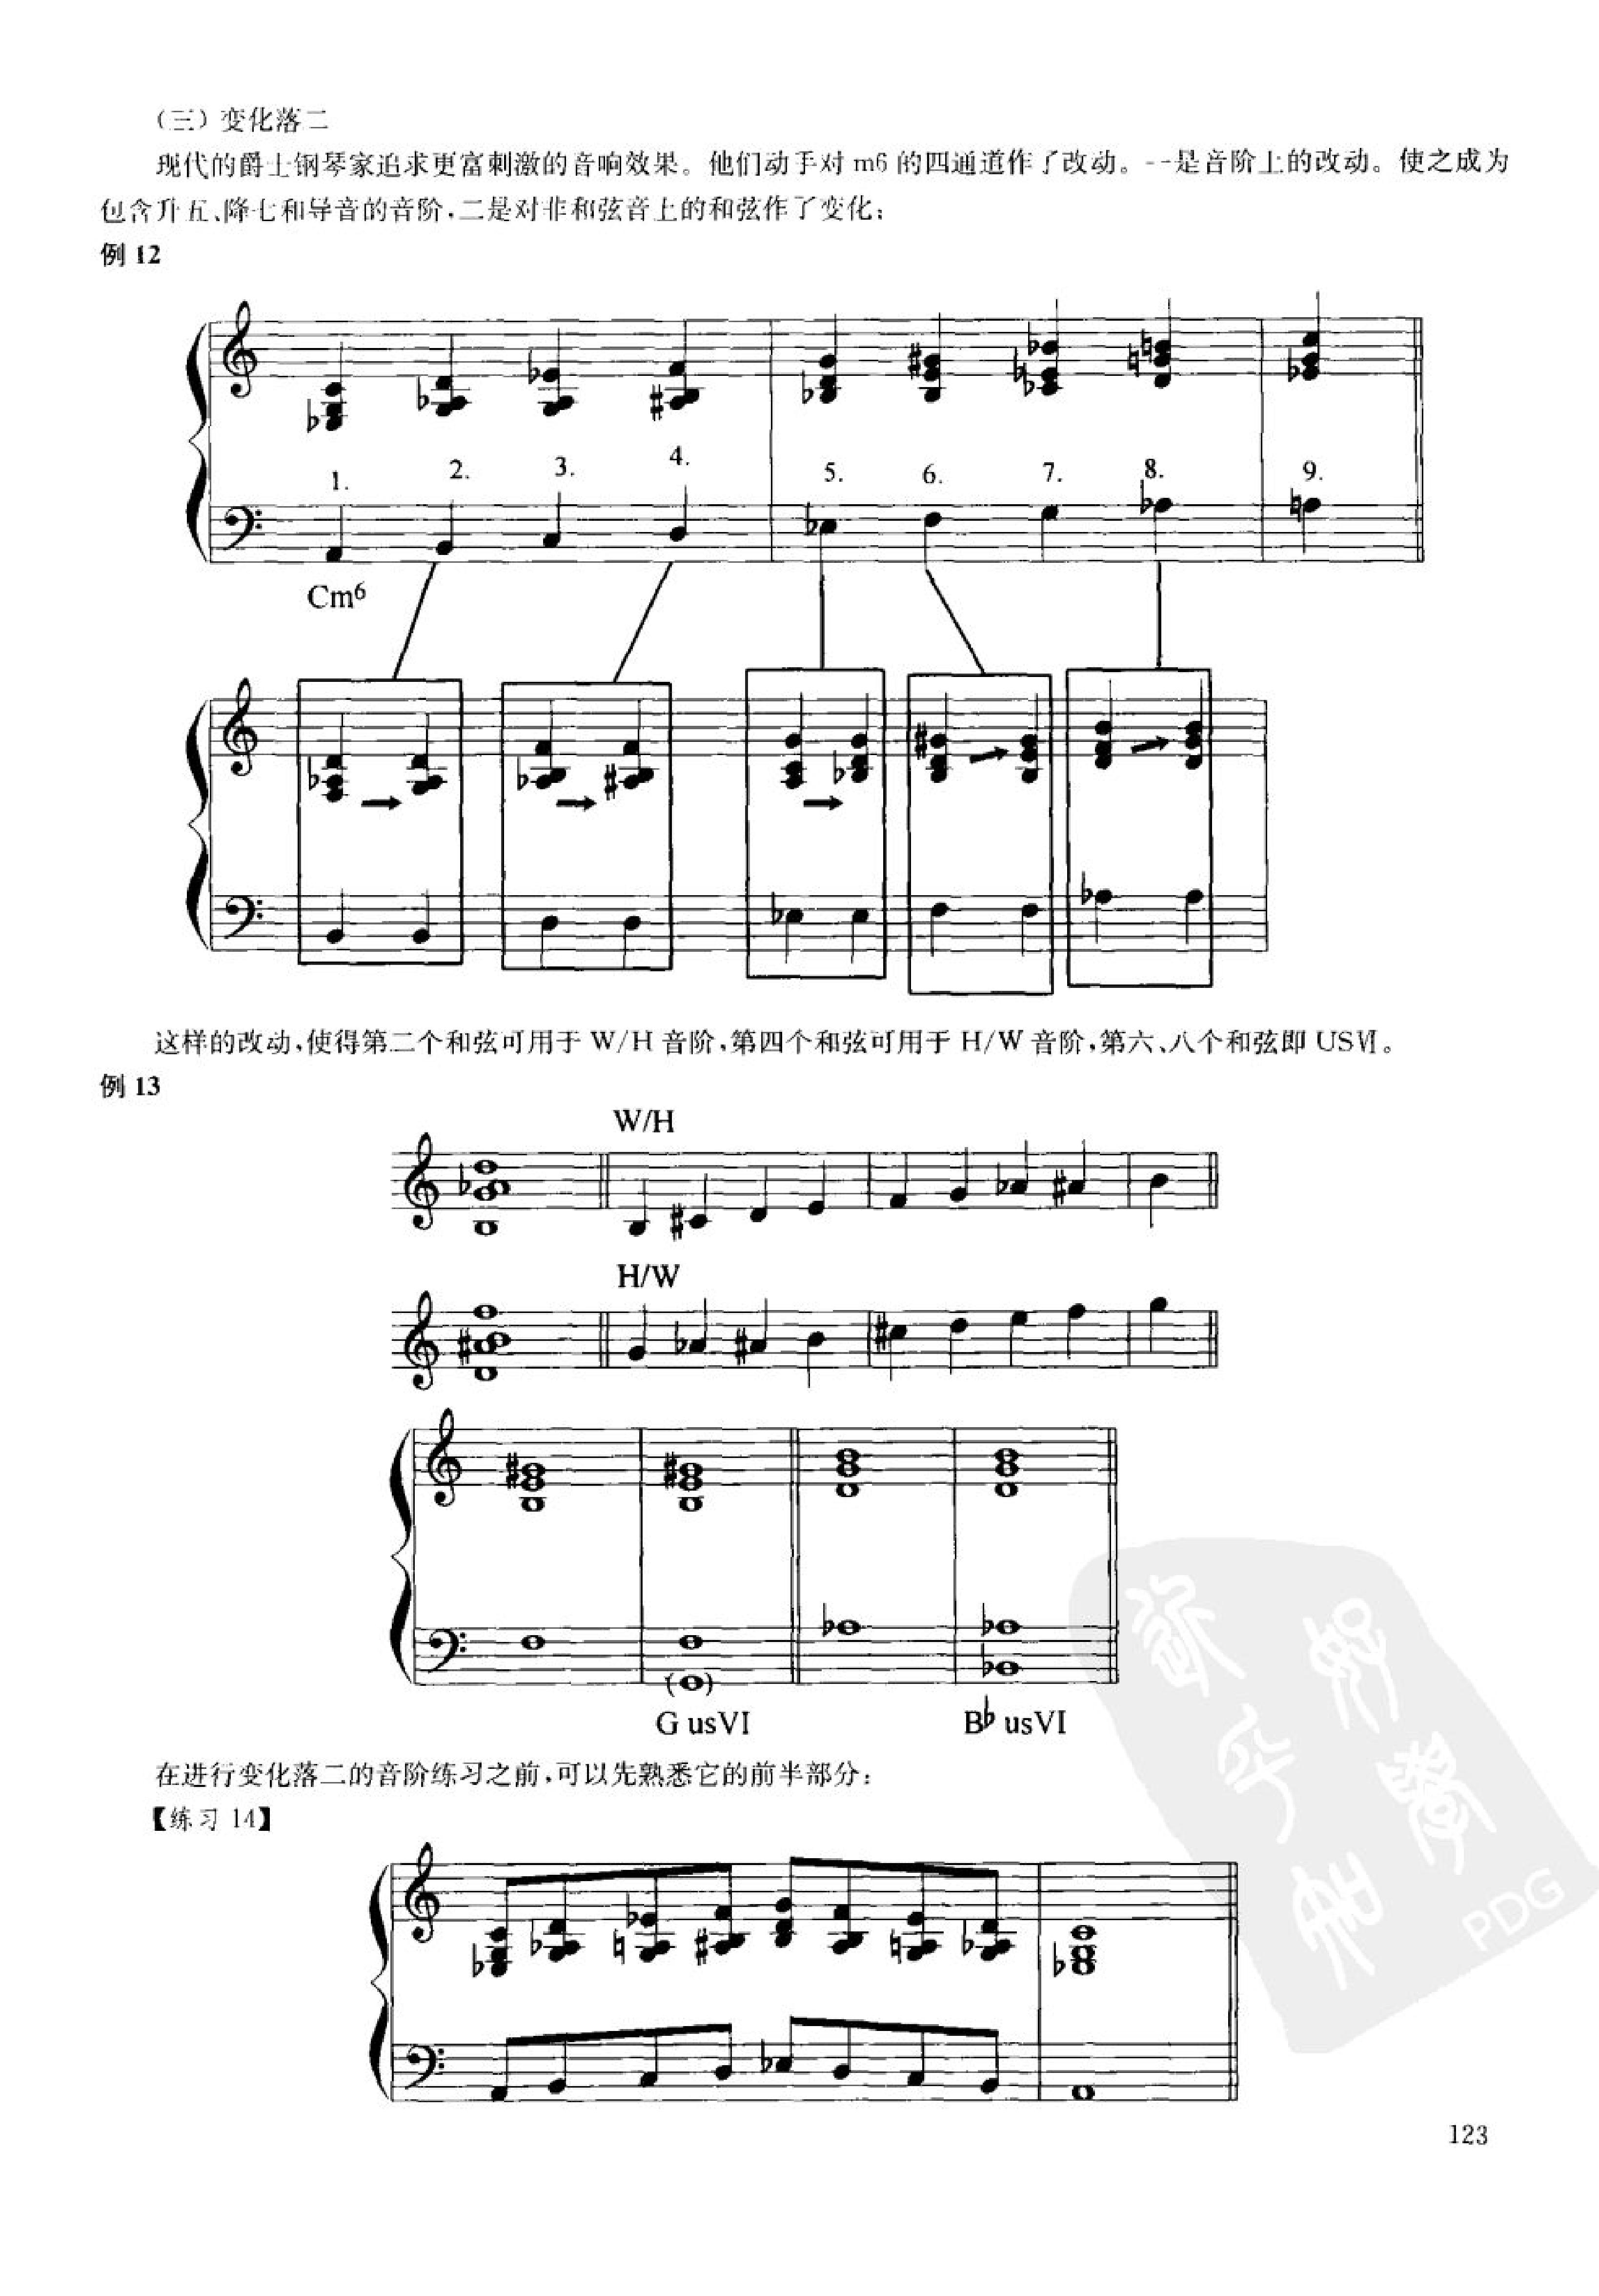 （三）变化落二
现代的爵士钢琴家追求更富刺激的音响效果。他们动手对 m6 的四通道作了改动。一是音阶上的改动。使之成为
包含升五、降七和导音的音阶，二是对非和弦音上的和弦作了变化：
例 12
1. 2. 3. 4. 5. 6. 7. 8. 9.
Cm6
这样的改动，使得第二个和弦可用于 W/H 音阶，第四个和弦可用于 H/W 音阶，第六、八个和弦即 USⅥ。
例 13
W/H
H/W
G usVI B♭ usVI
在进行变化落二的音阶练习之前，可以先熟悉它的前半部分：
【练习 14】
PDG
123